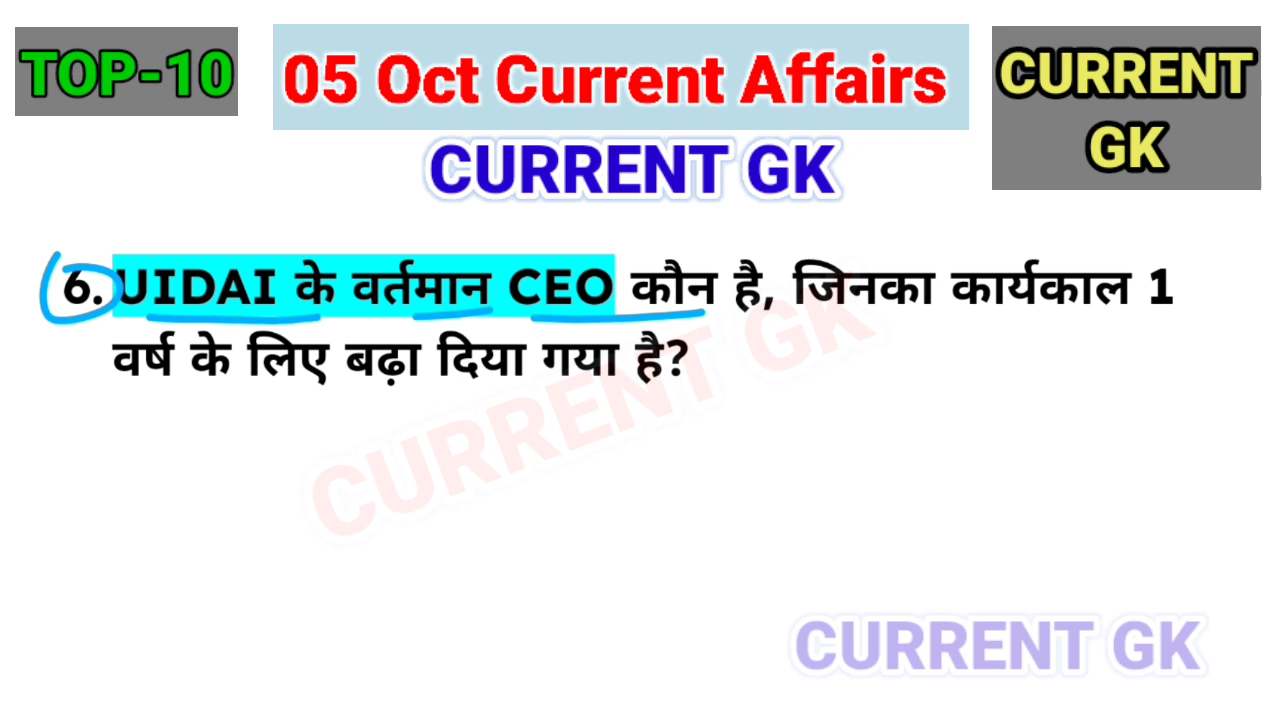 TOP-10
05 Oct Current Affairs
CURRENT
GK
CURRENT GK
6. UIDAI के वर्तमान CEO कौन है, जिनका कार्यकाल 1
वर्ष के लिए बढ़ा दिया गया है?
CURRENT GK
CURRENT GK